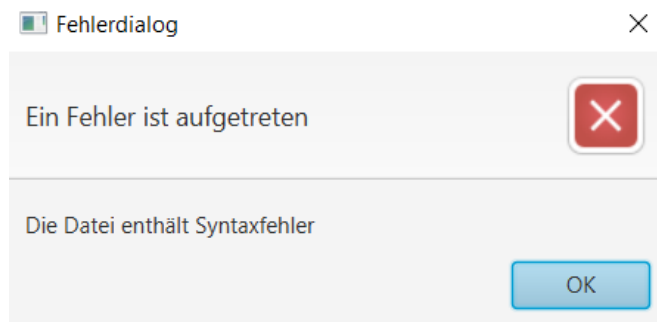 Fehlerdialog
Ein Fehler ist aufgetreten
Die Datei enthält Syntaxfehler
OK